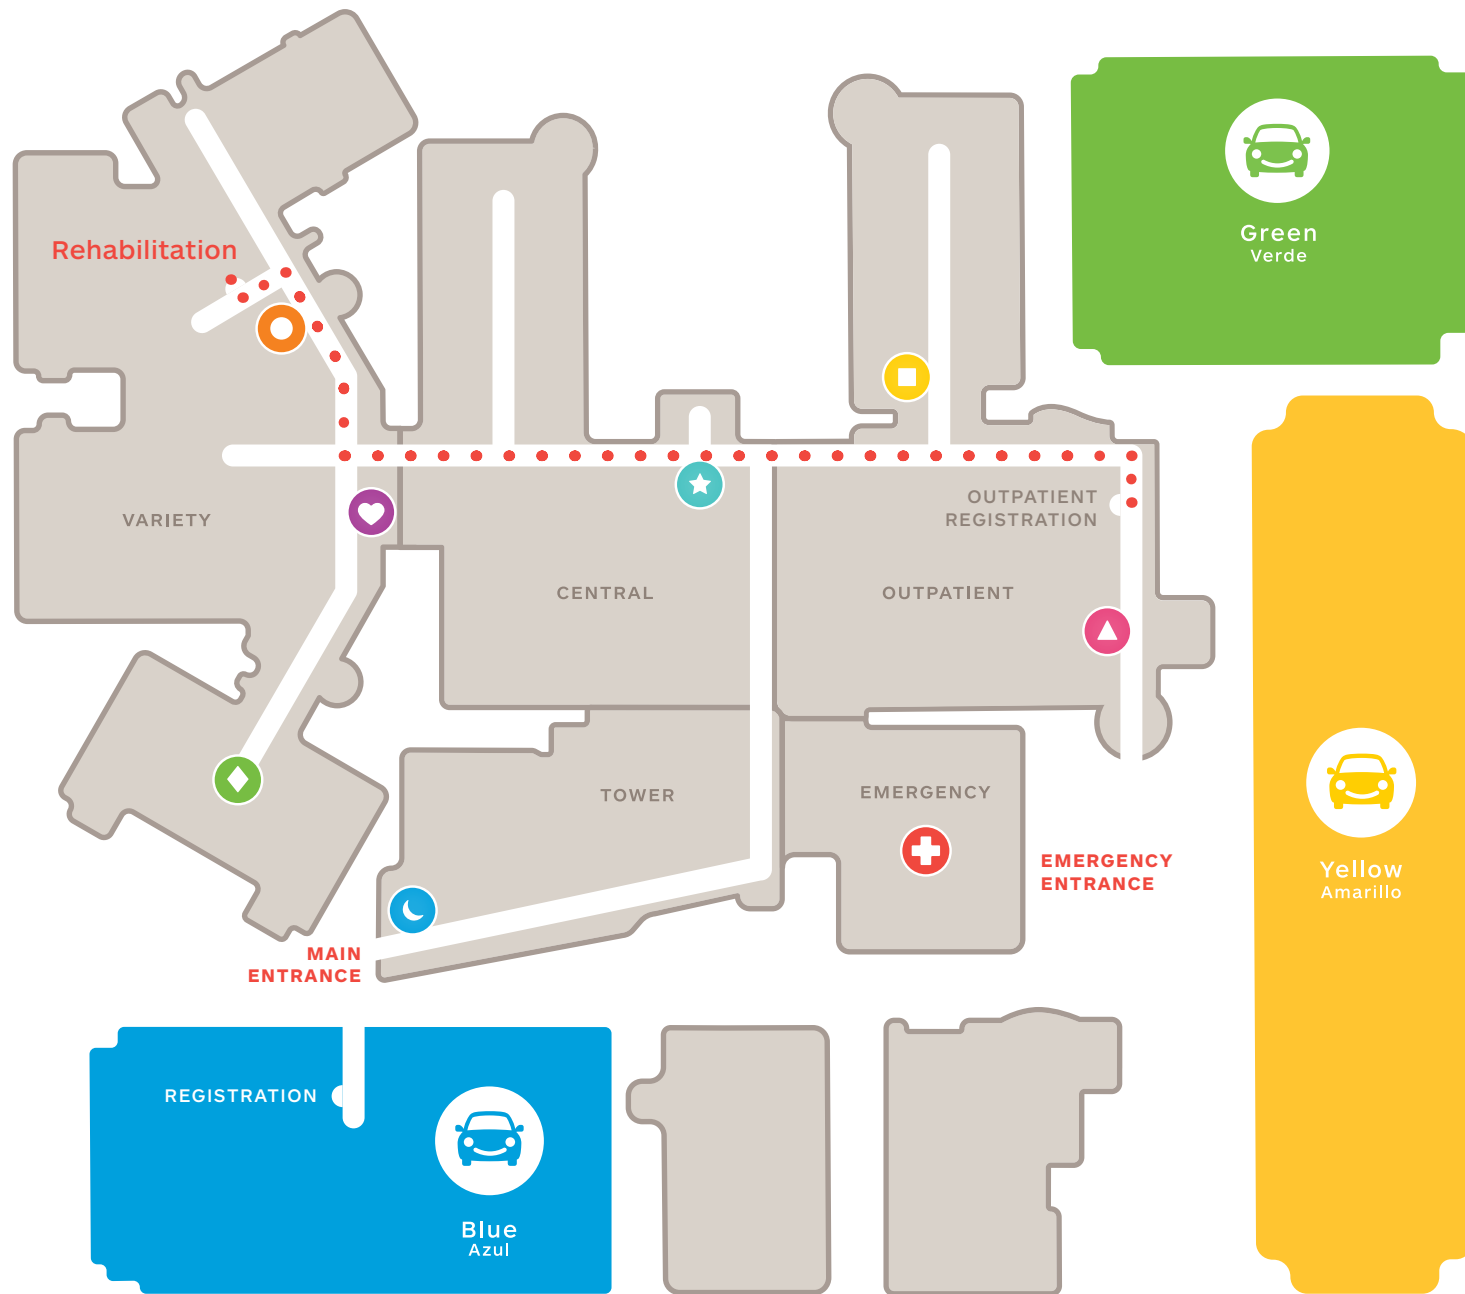 Green
Verde
Rehabilitation
OUTPATIENT
REGISTRATION
VARIETY
CENTRAL
OUTPATIENT
TOWER
EMERGENCY
EMERGENCY
ENTRANCE
Yellow
Amarillo
MAIN
ENTRANCE
REGISTRATION
Blue
Azul